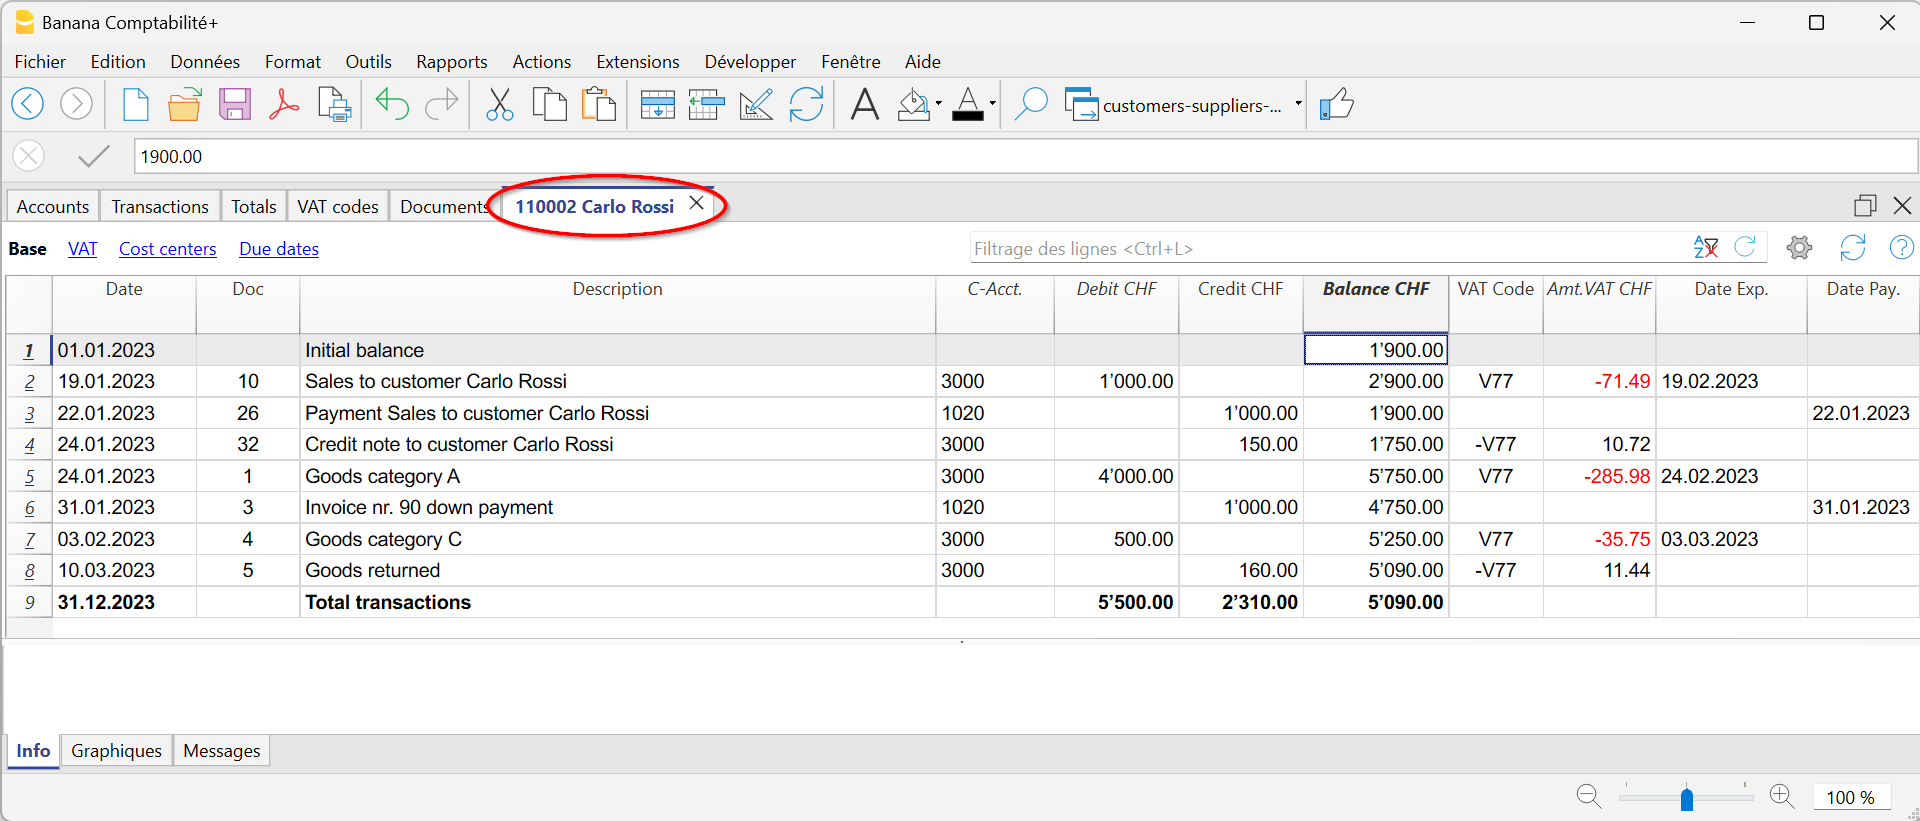 Banana Comptabilité+
Fichier Edition Données Format Outils Rapports Actions Extensions Développer Fenêtre Aide
customers-suppliers-...
1900.00
Accounts Transactions Totals VAT codes Documents 110002 Carlo Rossi
Base VAT Cost centers Due dates Filtrage des lignes <Ctrl+L>
Date Doc Description C-Acct. Debit CHF Credit CHF Balance CHF VAT Code Amt.VAT CHF Date Exp. Date Pay.
1 01.01.2023 Initial balance 1’900.00
2 19.01.2023 10 Sales to customer Carlo Rossi 3000 1’000.00 2’900.00 V77 -71.49 19.02.2023
3 22.01.2023 26 Payment Sales to customer Carlo Rossi 1020 1’000.00 1’900.00 22.01.2023
4 24.01.2023 32 Credit note to customer Carlo Rossi 3000 150.00 1’750.00 -V77 10.72
5 24.01.2023 1 Goods category A 3000 4’000.00 5’750.00 V77 -285.98 24.02.2023
6 31.01.2023 3 Invoice nr. 90 down payment 1020 1’000.00 4’750.00 31.01.2023
7 03.02.2023 4 Goods category C 3000 500.00 5’250.00 V77 -35.75 03.03.2023
8 10.03.2023 5 Goods returned 3000 160.00 5’090.00 -V77 11.44
9 31.12.2023 Total transactions 5’500.00 2’310.00 5’090.00
Info Graphiques Messages
100 %